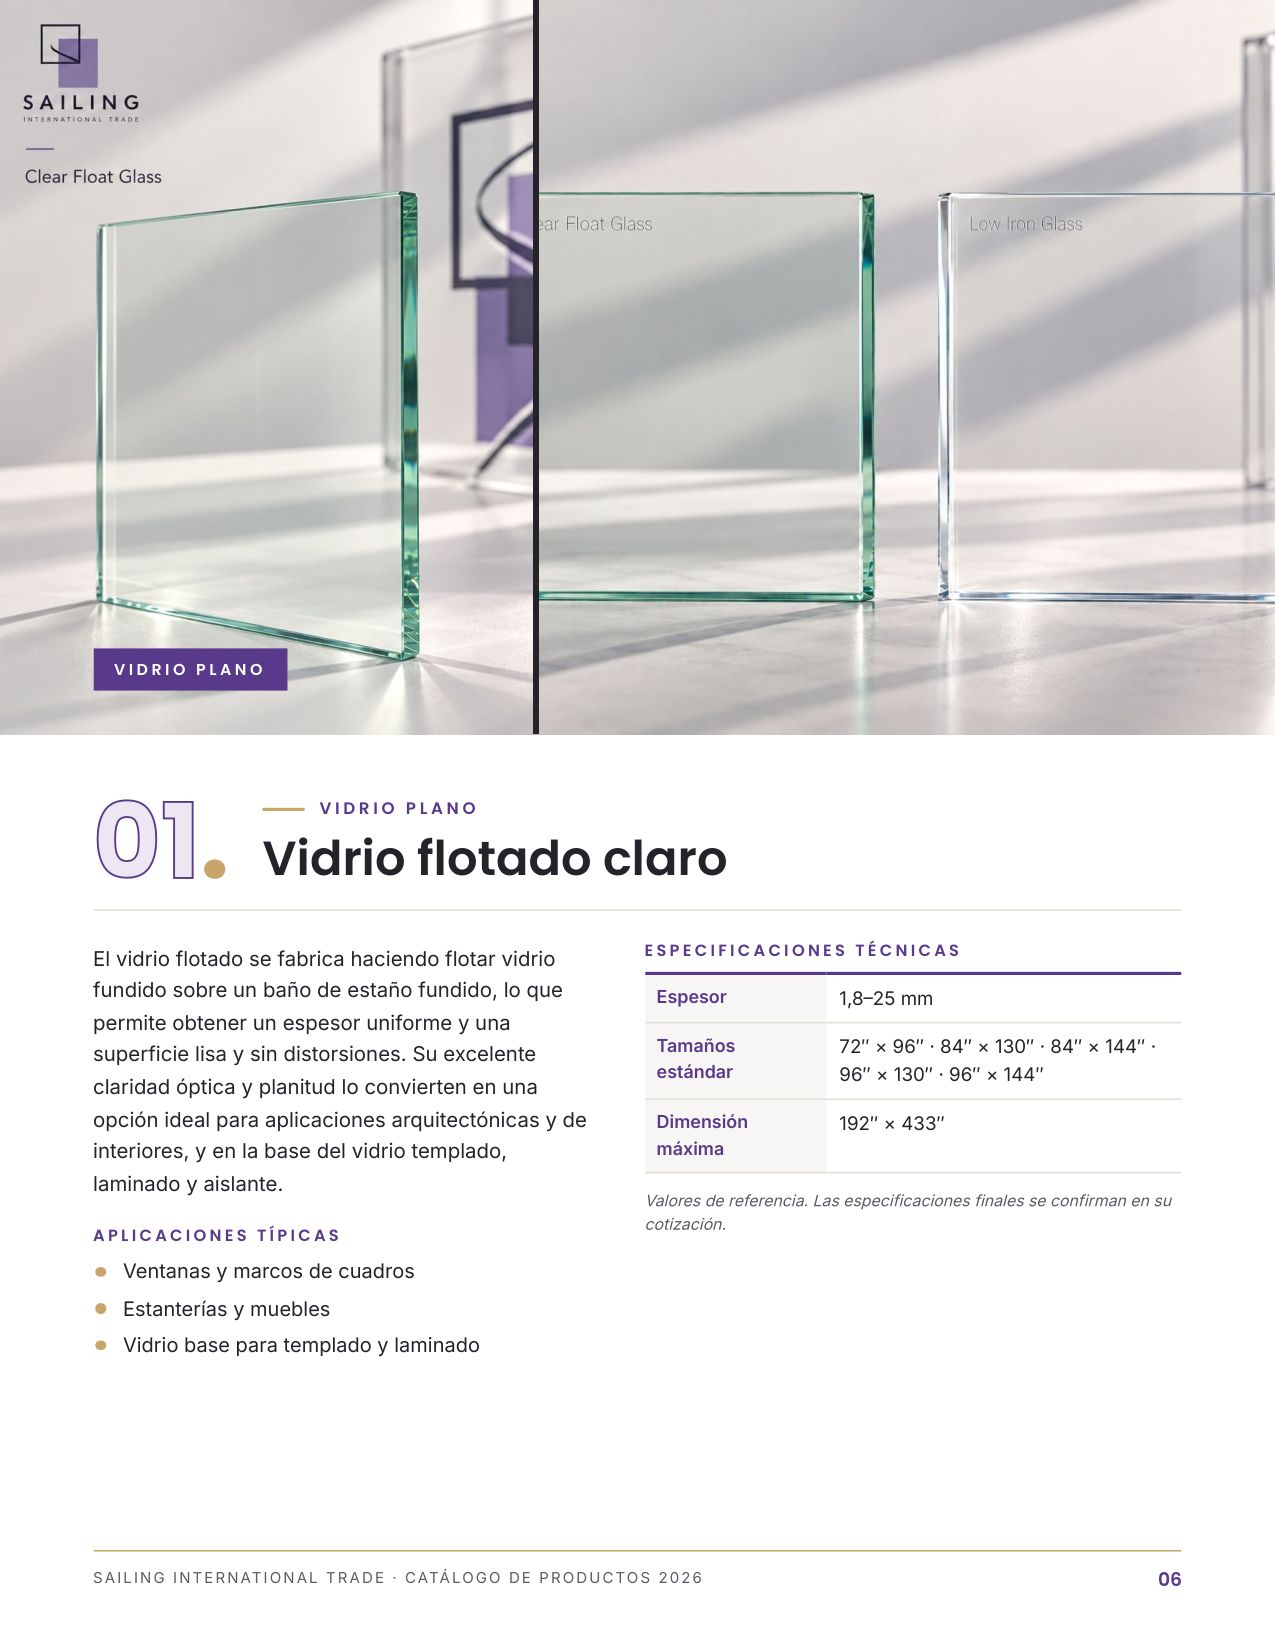 SAILING
INTERNATIONAL TRADE
Clear Float Glass
ear Float Glass
Low Iron Glass
VIDRIO PLANO
01.
VIDRIO PLANO
Vidrio flotado claro
El vidrio flotado se fabrica haciendo flotar vidrio
fundido sobre un baño de estaño fundido, lo que
permite obtener un espesor uniforme y una
superficie lisa y sin distorsiones. Su excelente
claridad óptica y planitud lo convierten en una
opción ideal para aplicaciones arquitectónicas y de
interiores, y en la base del vidrio templado,
laminado y aislante.
APLICACIONES TÍPICAS
Ventanas y marcos de cuadros
Estanterías y muebles
Vidrio base para templado y laminado
ESPECIFICACIONES TÉCNICAS
Espesor
1,8–25 mm
Tamaños
estándar
72″ × 96″ · 84″ × 130″ · 84″ × 144″ ·
96″ × 130″ · 96″ × 144″
Dimensión
máxima
192″ × 433″
Valores de referencia. Las especificaciones finales se confirman en su
cotización.
SAILING INTERNATIONAL TRADE · CATÁLOGO DE PRODUCTOS 2026
06